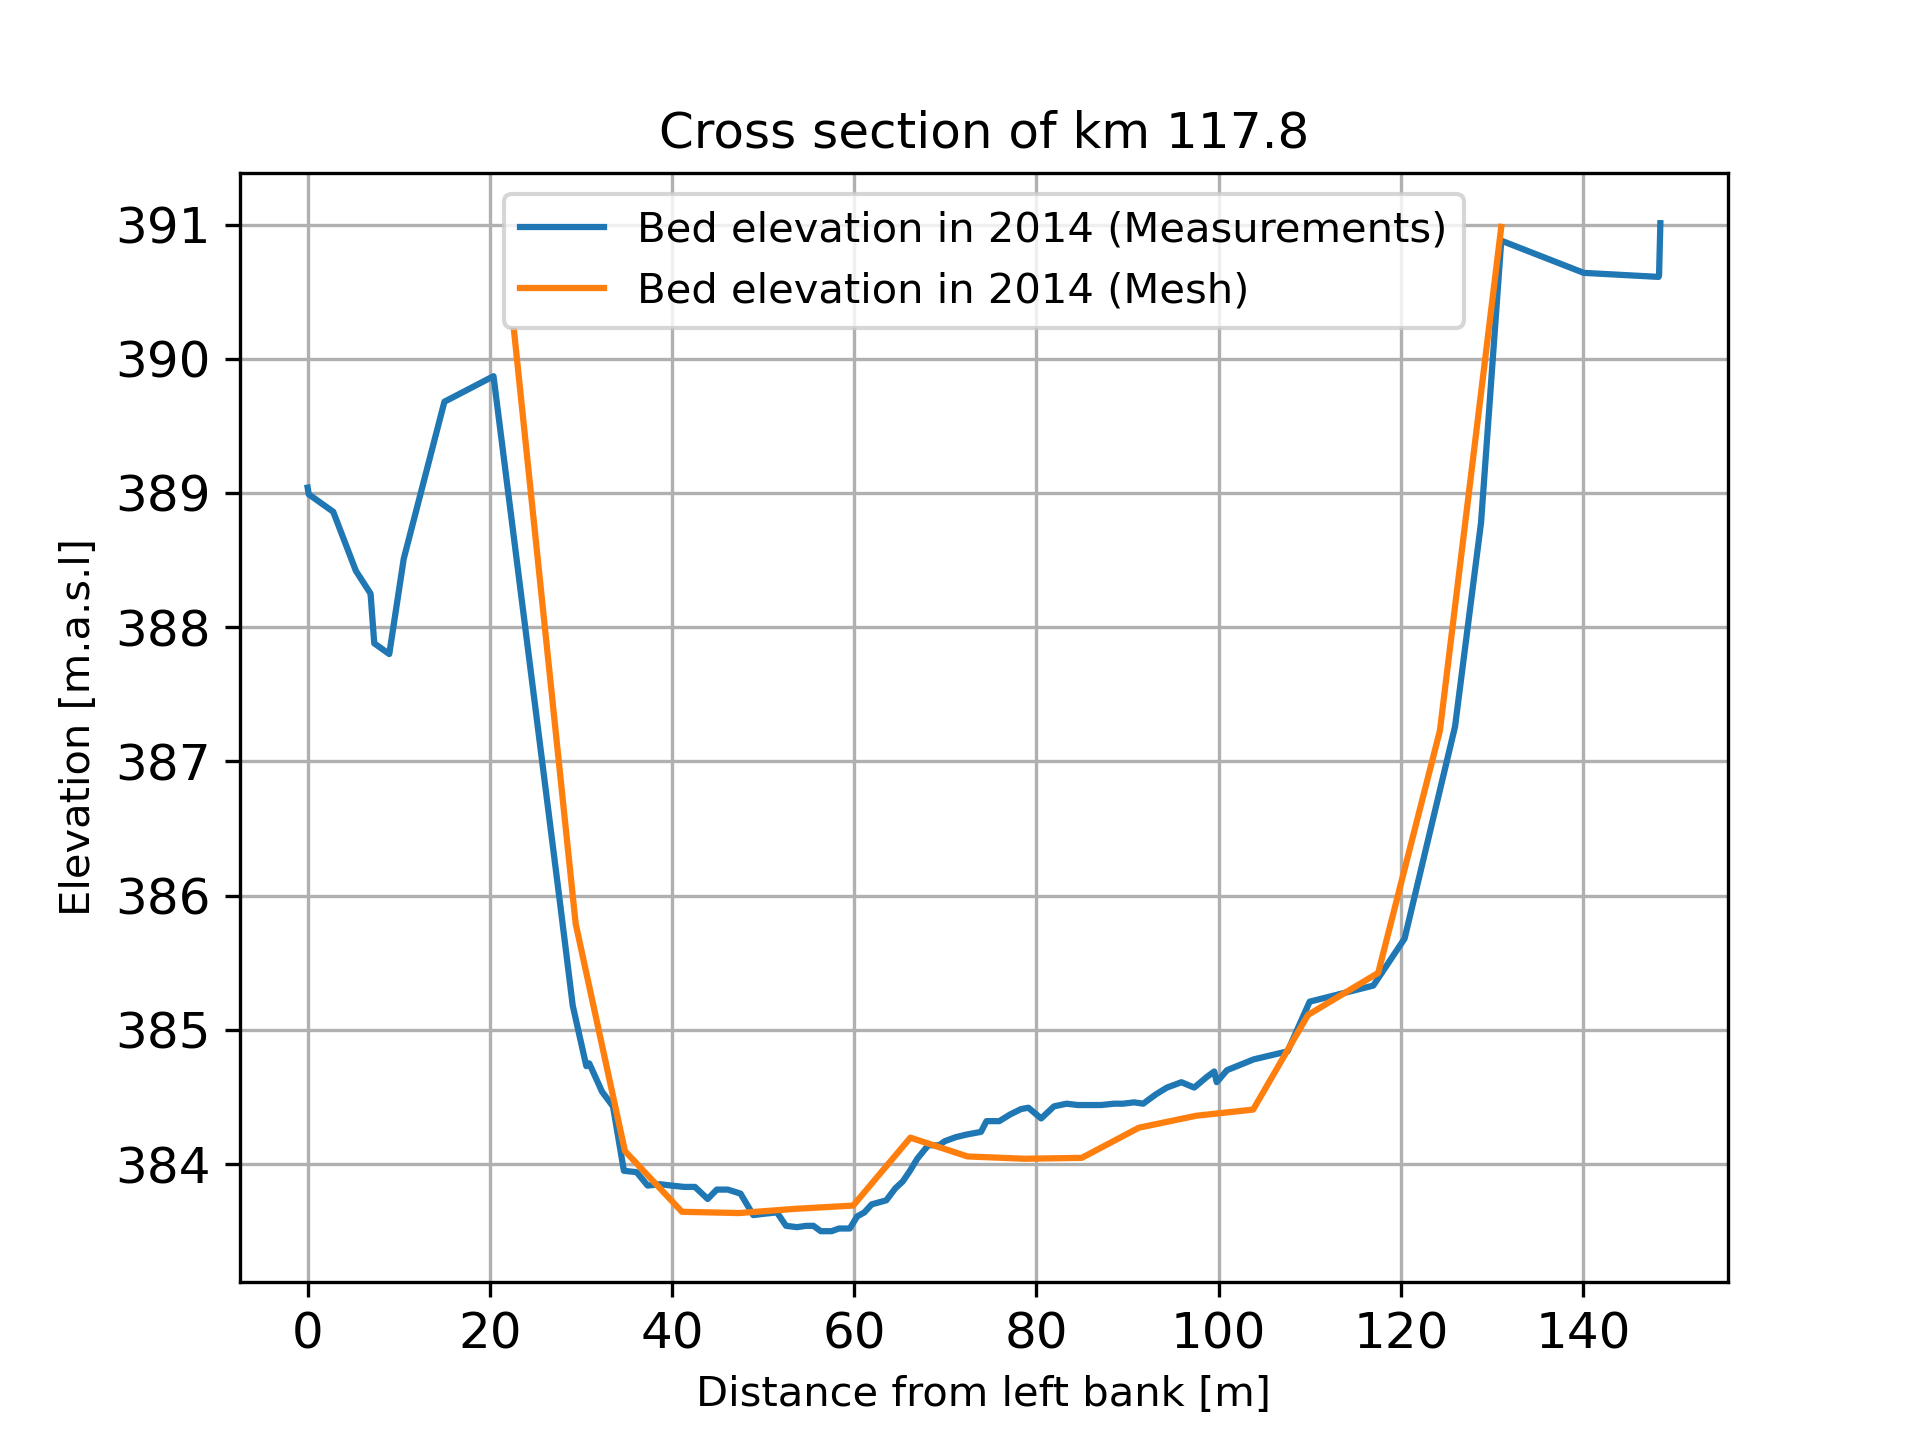 Cross section of km 117.8
Bed elevation in 2014 (Measurements)
Bed elevation in 2014 (Mesh)
Elevation [m.a.s.l]
391
390
389
388
387
386
385
384
0 20 40 60 80 100 120 140
Distance from left bank [m]